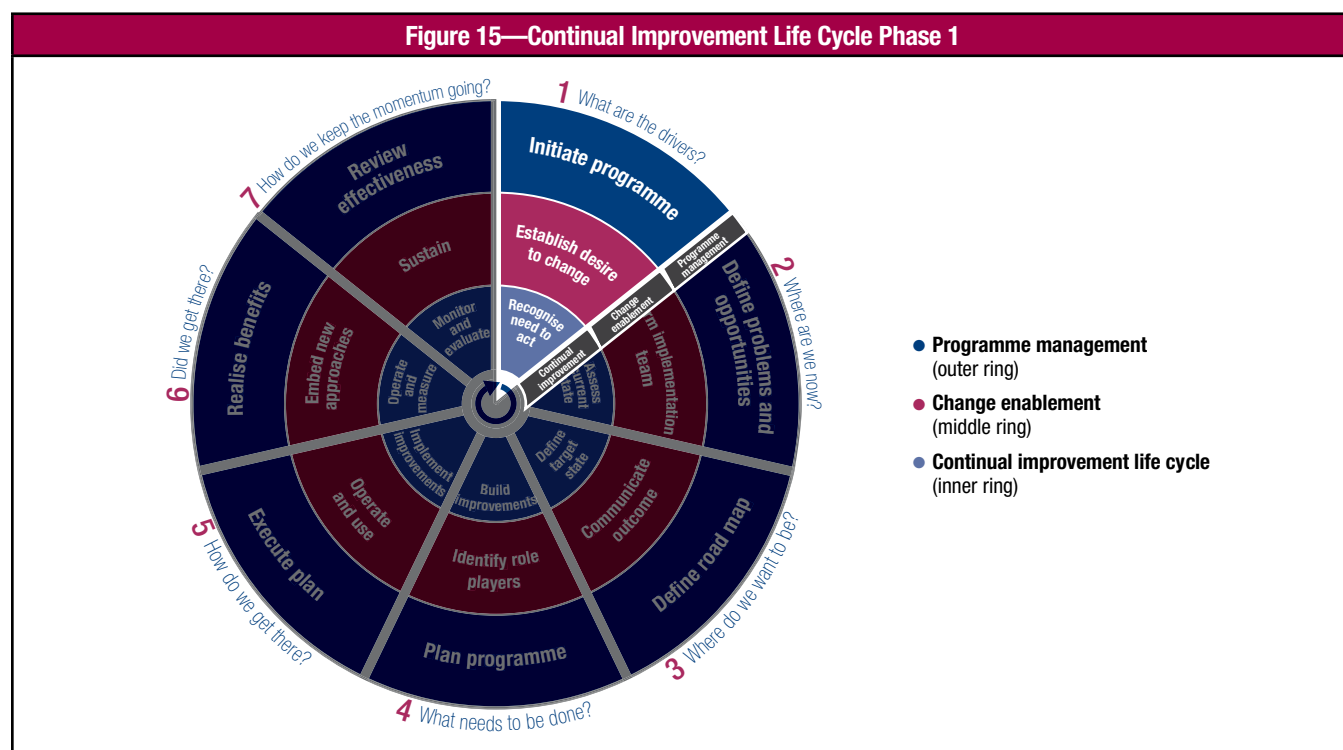 Figure 15—Continual Improvement Life Cycle Phase 1
1 What are the drivers?
Initiate programme
Establish desire
to change
Recognise
need to
act
Programme
management
Change
enablement
Continual
improvement
2 Where are we now?
Define problems and
opportunities
rm implementation
team
Assess
current
state
3 Where do we want to be?
Define road map
Communicate
outcome
Define
target
state
4 What needs to be done?
Plan programme
Identify role
players
Build
improvements
5 How do we get there?
Execute plan
Operate
and use
Implement
improvements
6 Did we get there?
Realise benefits
Embed new
approaches
Operate
and
measure
7 How do we keep the momentum going?
Review
effectiveness
Sustain
Monitor
and
evaluate
Programme management
(outer ring)
Change enablement
(middle ring)
Continual improvement life cycle
(inner ring)